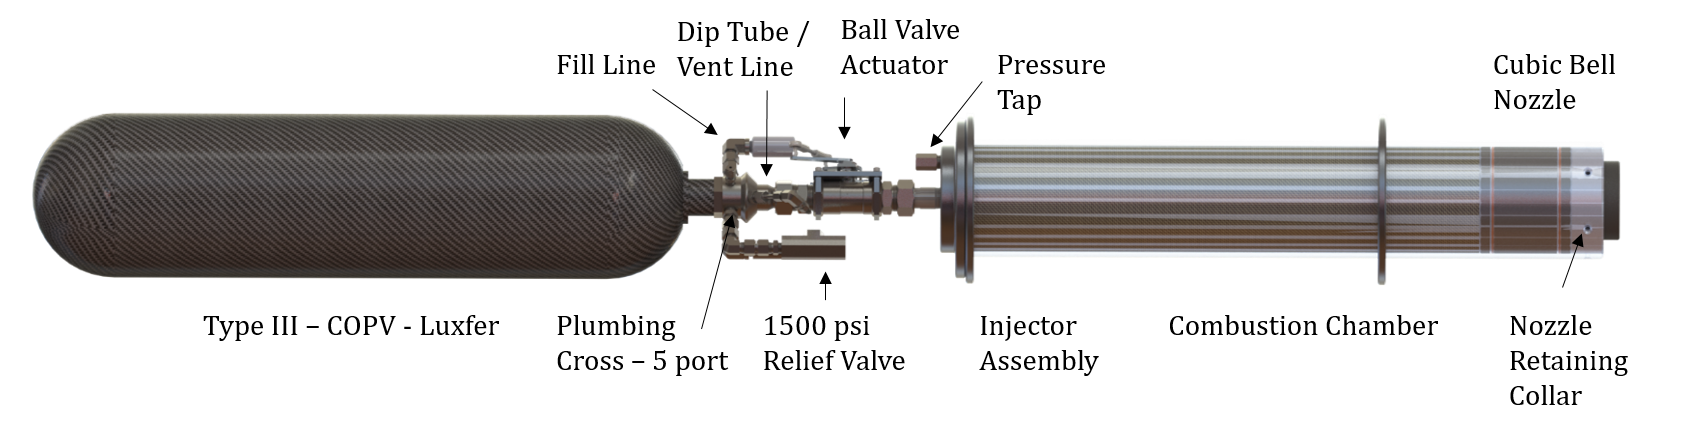 Fill Line
Dip Tube /
Vent Line
Ball Valve
Actuator
Pressure
Tap
Cubic Bell
Nozzle
Type III – COPV - Luxfer
Plumbing
Cross – 5 port
1500 psi
Relief Valve
Injector
Assembly
Combustion Chamber
Nozzle
Retaining
Collar